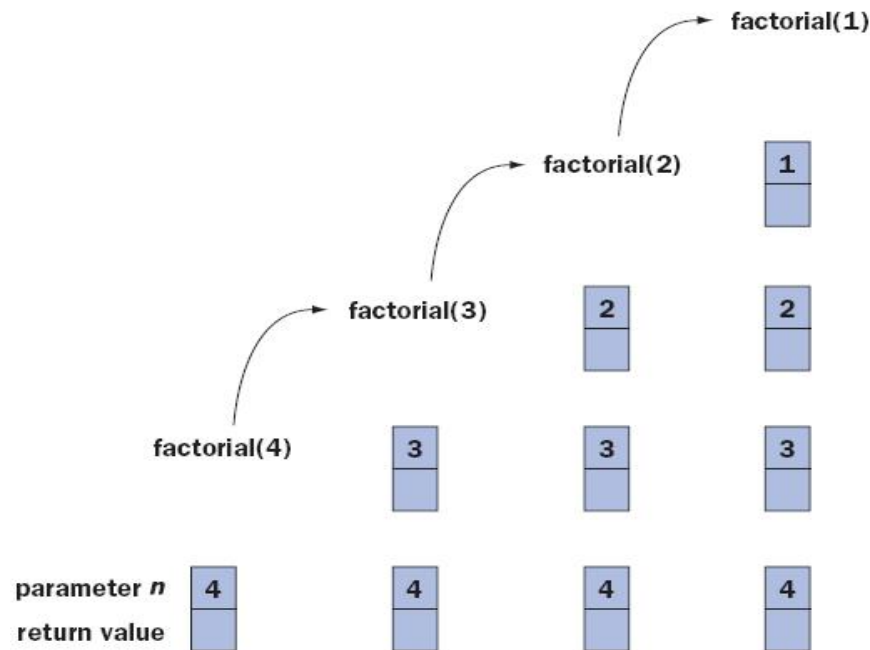 factorial(1)
factorial(2)
1
factorial(3)
2
2
factorial(4)
3
3
3
parameter n
4
4
4
4
return value